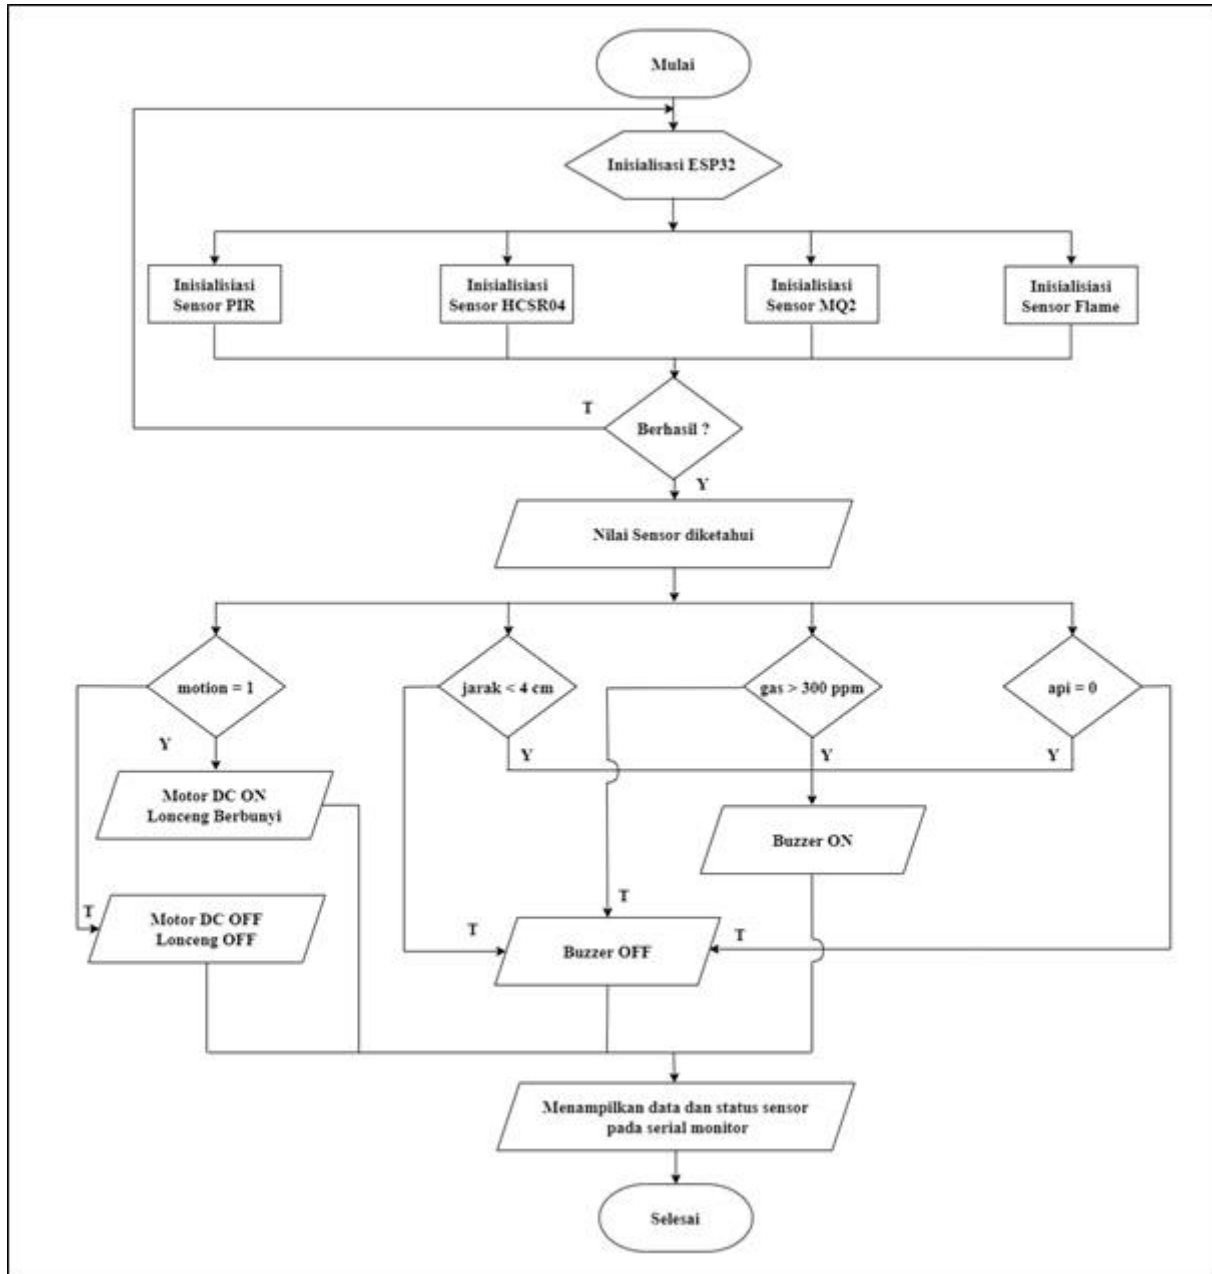 Mulai
Inisialisasi ESP32
Inisialisiasi
Sensor PIR
Inisialisiasi
Sensor HCSR04
Inisialisiasi
Sensor MQ2
Inisialisiasi
Sensor Flame
T
Berhasil ?
Y
Nilai Sensor diketahui
motion = 1
jarak < 4 cm
gas > 300 ppm
api = 0
Y
Y
Y
Y
Motor DC ON
Lonceng Berbunyi
Buzzer ON
T
T
Motor DC OFF
Lonceng OFF
T
Buzzer OFF
T
Menampilkan data dan status sensor
pada serial monitor
Selesai